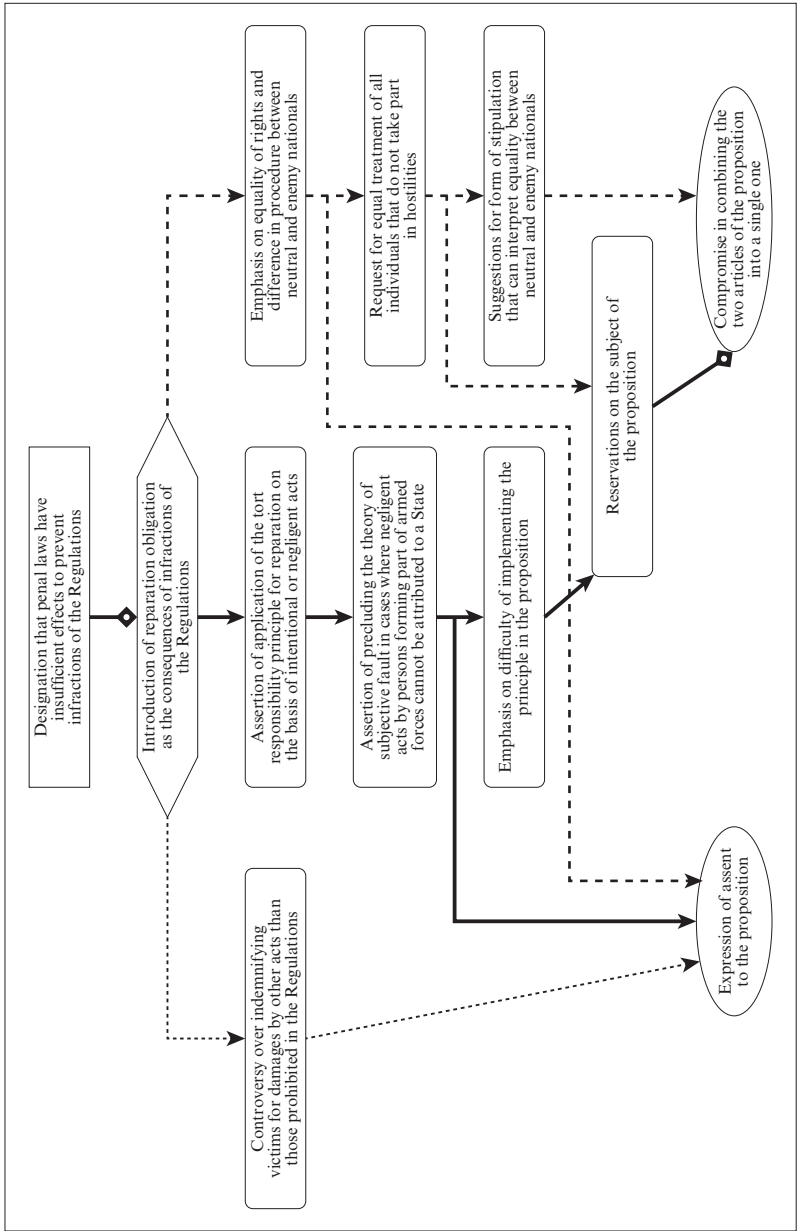 Designation that penal laws have
insufficient effects to prevent
infractions of the Regulations
Introduction of reparation obligation
as the consequences of infractions of
the Regulations
Controversy over indemnifying
victims for damages by other acts than
those prohibited in the Regulations
Assertion of application of the tort
responsibility principle for reparation on
the basis of intentional or negligent acts
Emphasis on equality of rights and
difference in procedure between
neutral and enemy nationals
Assertion of precluding the theory of
subjective fault in cases where negligent
acts by persons forming part of armed
forces cannot be attributed to a State
Request for equal treatment of all
individuals that do not take part
in hostilities
Emphasis on difficulty of implementing the
principle in the proposition
Suggestions for form of stipulation
that can interpret equality between
neutral and enemy nationals
Reservations on the subject of
the proposition
Expression of assent
to the proposition
Compromise in combining the
two articles of the proposition
into a single one